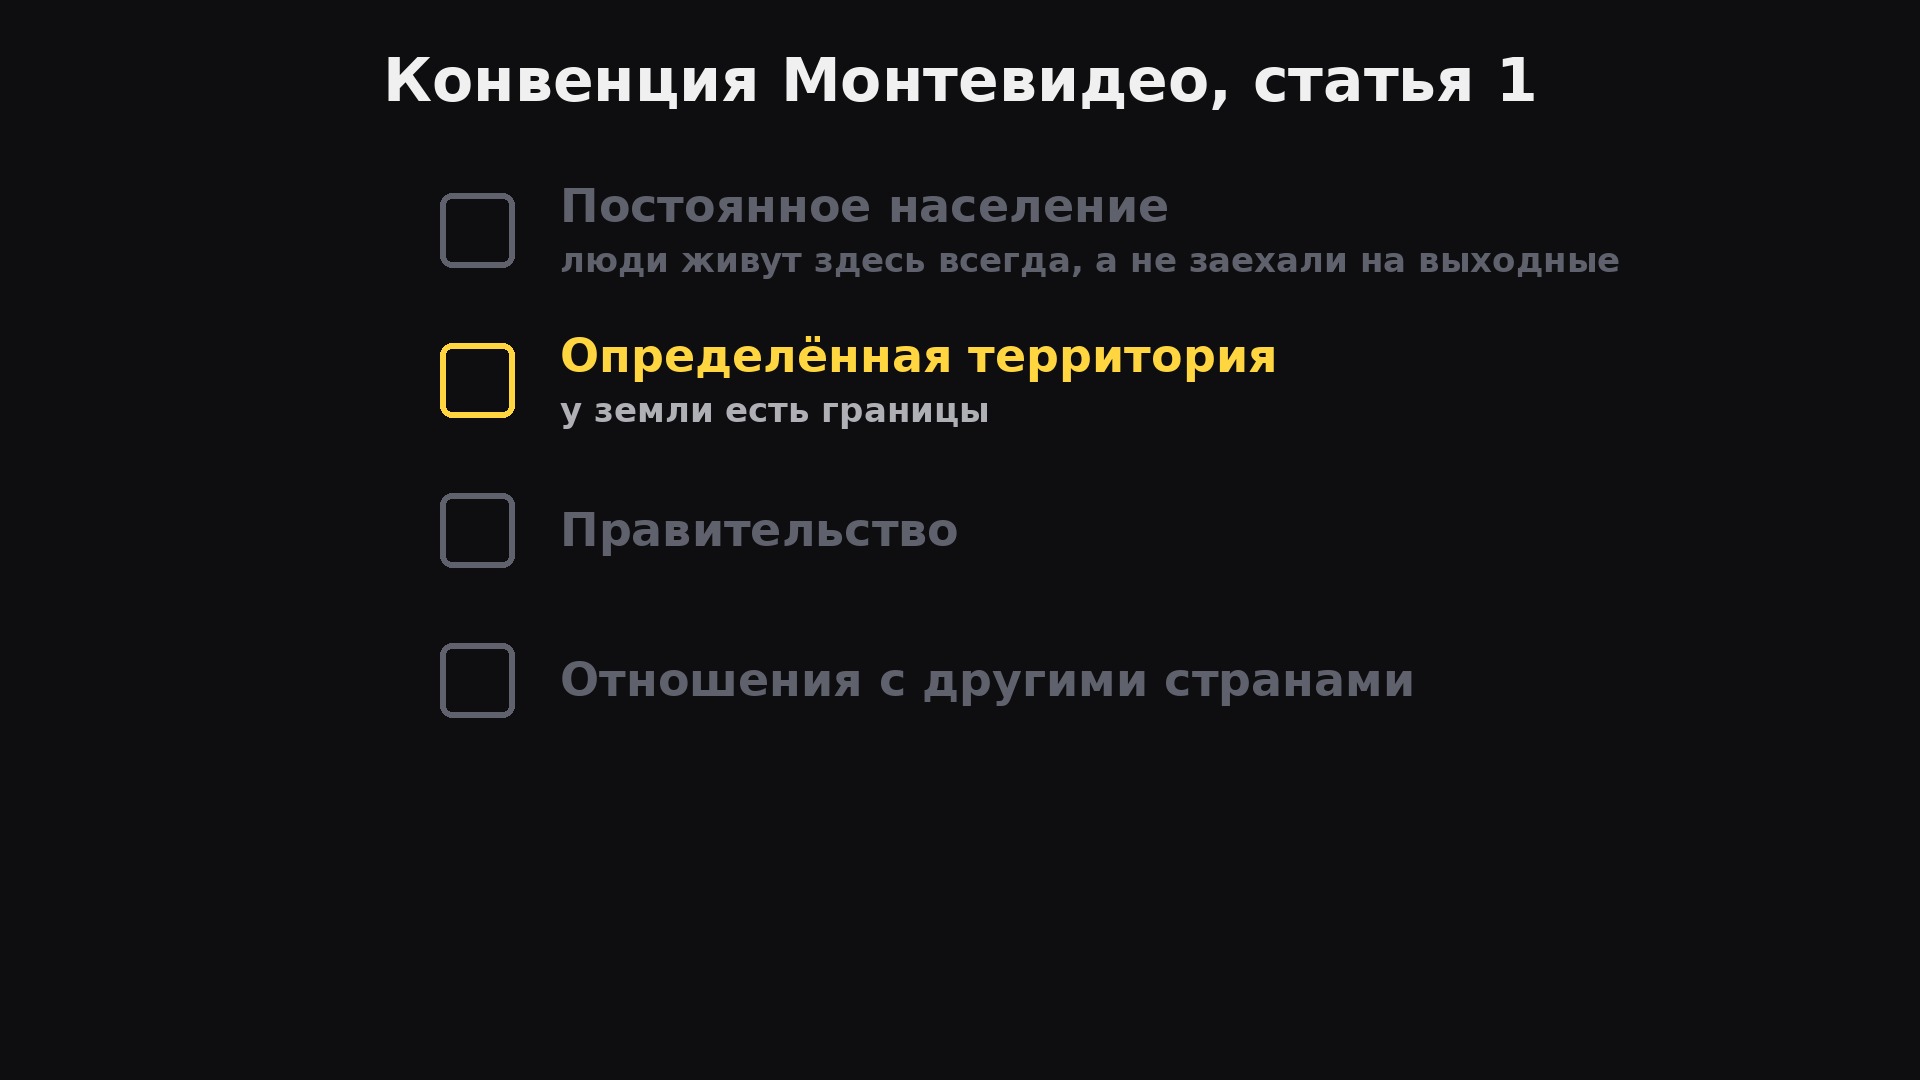 Конвенция Монтевидео, статья 1
Постоянное население
люди живут здесь всегда, а не заехали на выходные
Определённая территория
у земли есть границы
Правительство
Отношения с другими странами